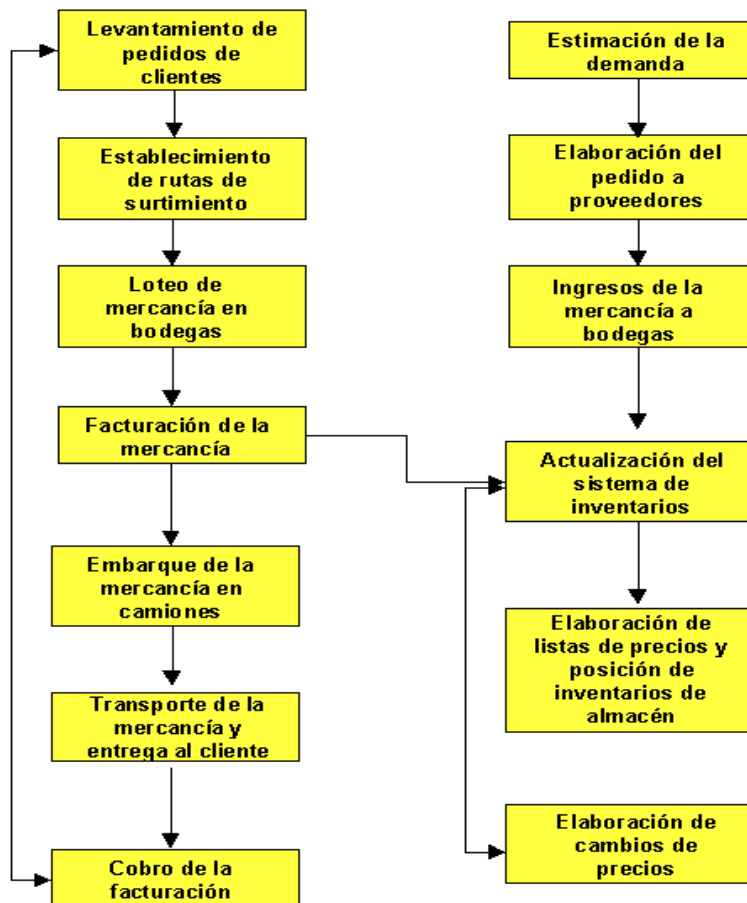 Levantamiento de
pedidos de
clientes
Establecimiento
de rutas de
surtimiento
Loteo de
mercancía en
bodegas
Facturación de la
mercancía
Embarque de la
mercancía en
camiones
Transporte de la
mercancía y
entrega al cliente
Cobro de la
facturación
Estimación de la
demanda
Elaboración del
pedido a
proveedores
Ingresos de la
mercancía a
bodegas
Actualización del
sistema de
inventarios
Elaboración de
listas de precios y
posición de
inventarios de
almacén
Elaboración de
cambios de
precios